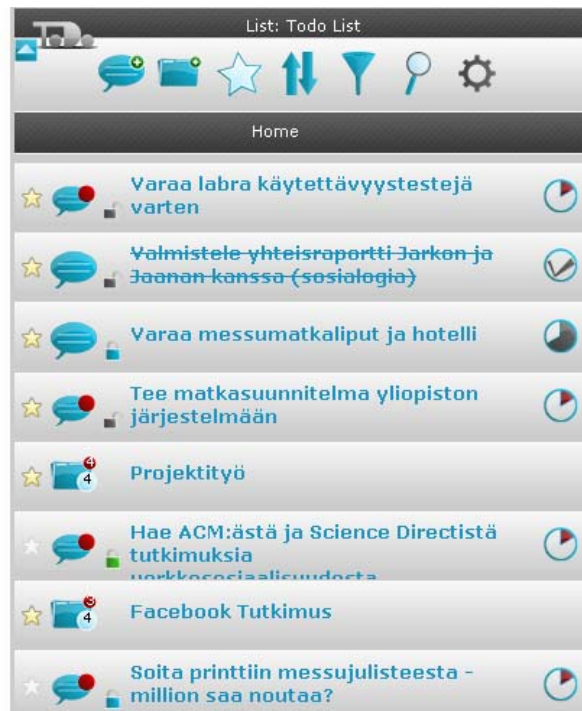 List: Todo List
Home
Varaa labra käytettävyystestejä
varten
Valmistele yhteisraportti Jarkon ja
Jaanan kanssa (sosialogia)
Varaa messumatkaliput ja hotelli
Tee matkasuunnitelma yliopiston
järjestelmään
4
4
Projektityö
Hae ACM:ästä ja Science Directistä
tutkimuksia
verkkososiaalisuudesta
3
4
Facebook Tutkimus
Soita printtiin messujulisteesta -
million saa noutaa?